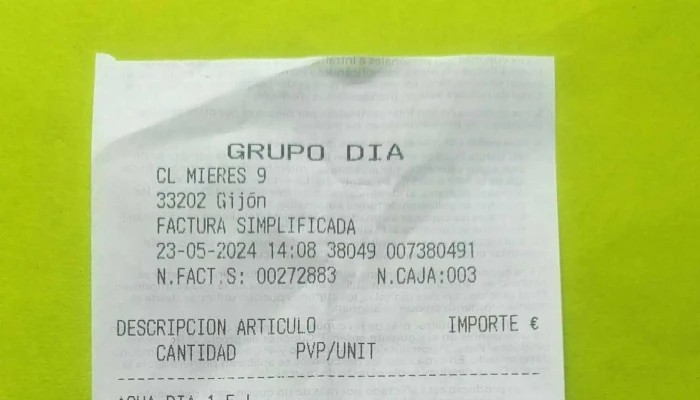 GRUPO DIA
CL MIERES 9
33202 Gijón
FACTURA SIMPLIFICADA
23-05-2024 14:08 38049 007380491
N.FACT.S: 00272883 N.CAJA:003
DESCRIPCION ARTICULO IMPORTE €
CANTIDAD PVP/UNIT